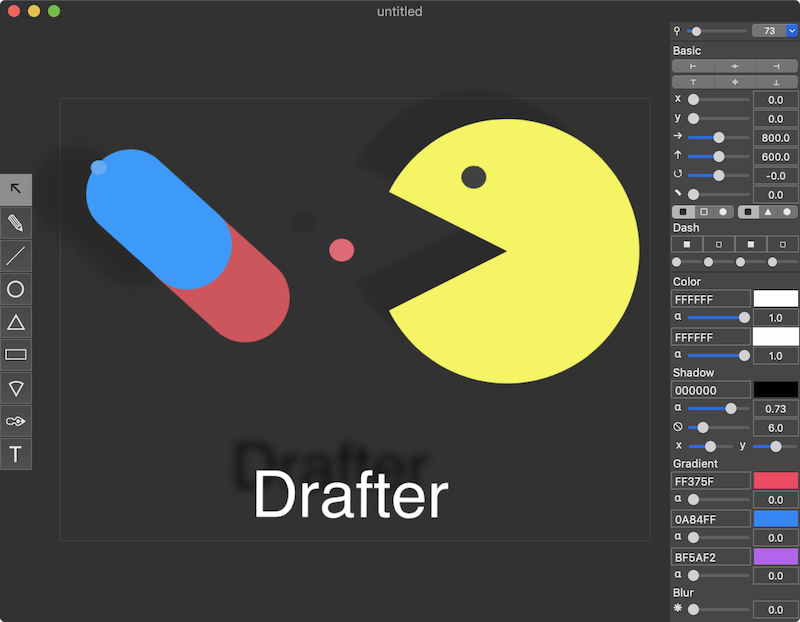 untitled
73
Basic
x 0.0
y 0.0
800.0
600.0
-0.0
0.0
Dash
Color
FFFFFF
α 1.0
FFFFFF
α 1.0
Shadow
000000
α 0.73
6.0
x y
Gradient
FF375F
α 0.0
0A84FF
α 0.0
BF5AF2
α 0.0
Blur
0.0
T
Drafter
Drafter